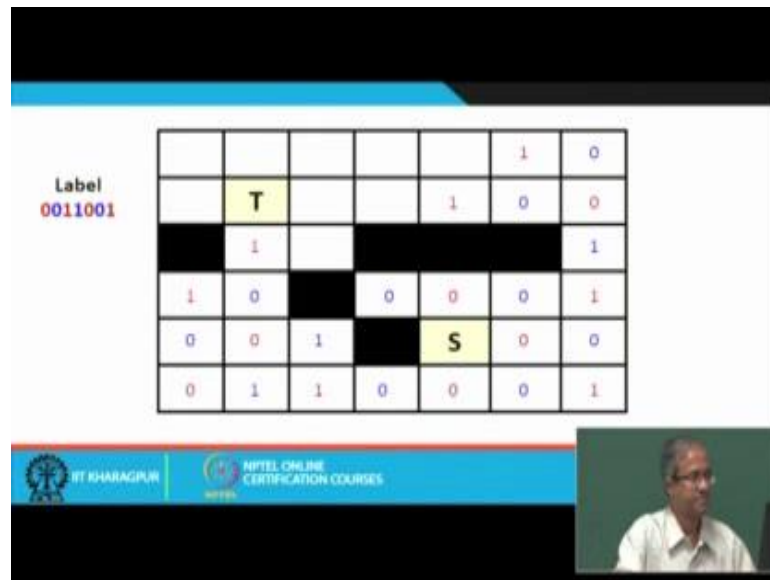 Label
0011001
1 0
T 1 0 0
1 1
1 0 0 0 0 1
0 0 1 S 0 0
0 1 1 0 0 0 1
IIT KHARAGPUR
NPTEL ONLINE
CERTIFICATION COURSES
NPTEL